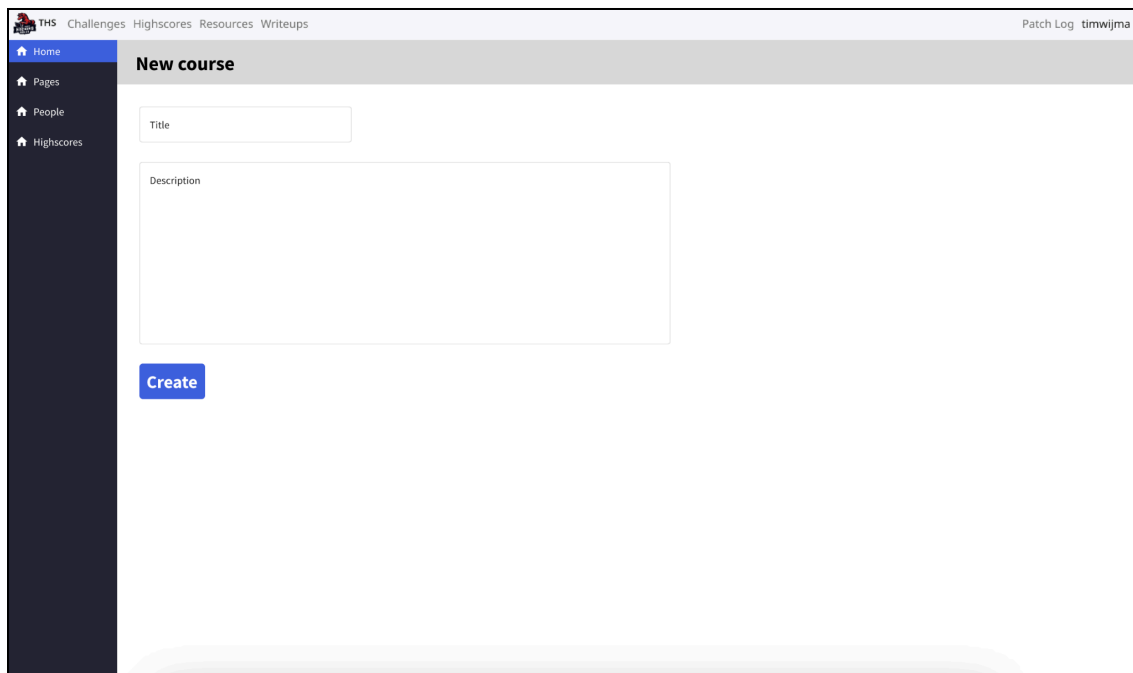 THS Challenges Highscores Resources Writeups Patch Log timwijma
Home
Pages
People
Highscores
New course
Title
Description
Create